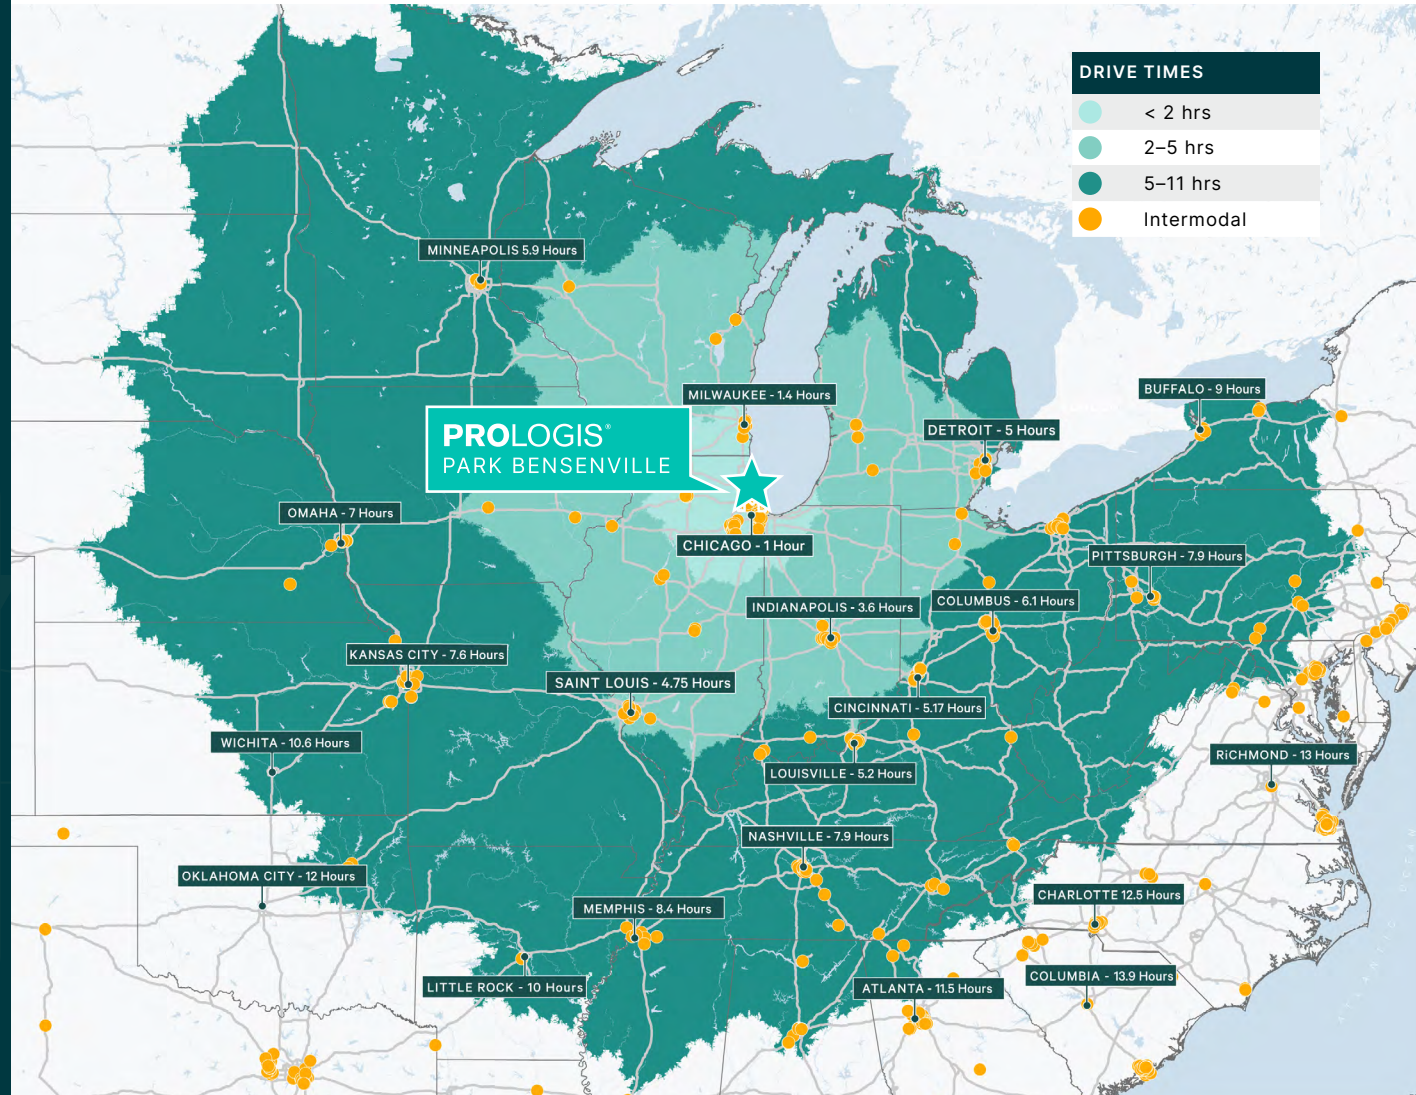 DRIVE TIMES
< 2 hrs
2–5 hrs
5–11 hrs
Intermodal
MINNEAPOLIS 5.9 Hours
MILWAUKEE - 1.4 Hours
BUFFALO - 9 Hours
DETROIT - 5 Hours
PROLOGIS®
PARK BENSENVILLE
OMAHA - 7 Hours
CHICAGO - 1 Hour
PITTSBURGH - 7.9 Hours
INDIANAPOLIS - 3.6 Hours
COLUMBUS - 6.1 Hours
KANSAS CITY - 7.6 Hours
SAINT LOUIS - 4.75 Hours
CINCINNATI - 5.17 Hours
WICHITA - 10.6 Hours
LOUISVILLE - 5.2 Hours
RiCHMOND - 13 Hours
NASHVILLE - 7.9 Hours
OKLAHOMA CITY - 12 Hours
CHARLOTTE 12.5 Hours
MEMPHIS - 8.4 Hours
COLUMBIA - 13.9 Hours
LITTLE ROCK - 10 Hours
ATLANTA - 11.5 Hours